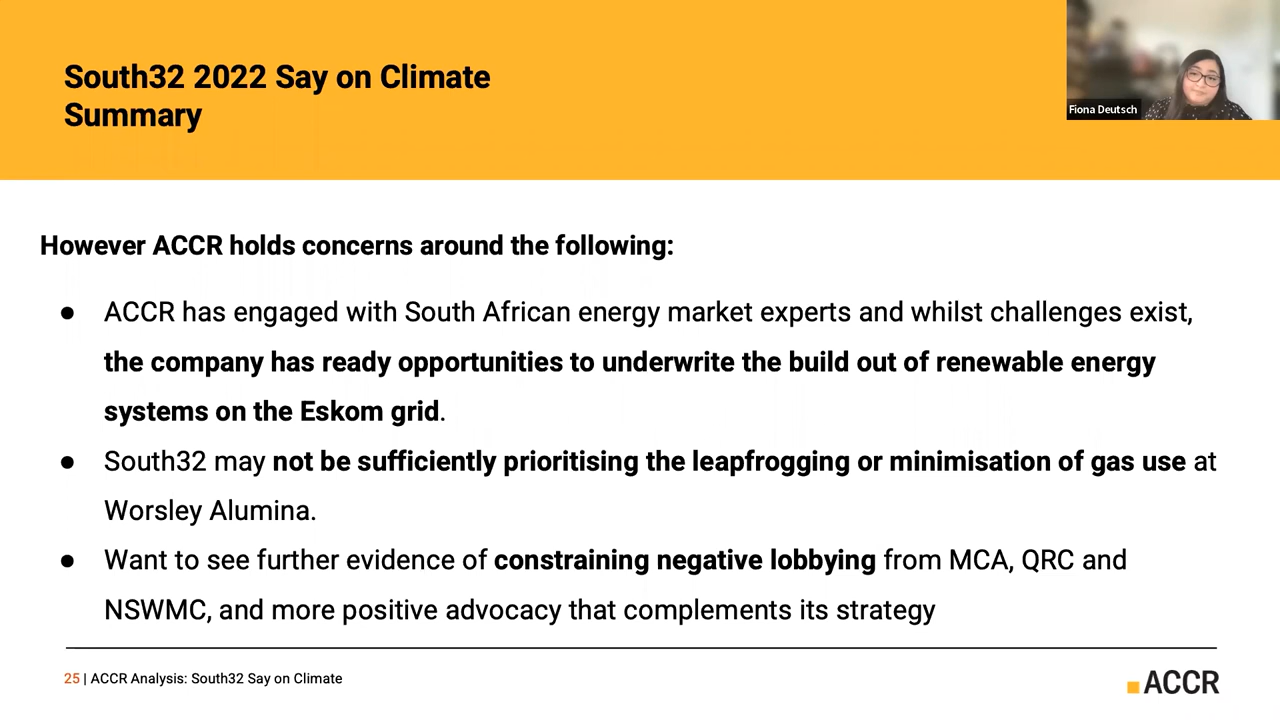 South32 2022 Say on Climate
Summary
Fiona Deutsch
However ACCR holds concerns around the following:
● ACCR has engaged with South African energy market experts and whilst challenges exist,
the company has ready opportunities to underwrite the build out of renewable energy
systems on the Eskom grid.
● South32 may not be sufficiently prioritising the leapfrogging or minimisation of gas use at
Worsley Alumina.
● Want to see further evidence of constraining negative lobbying from MCA, QRC and
NSWMC, and more positive advocacy that complements its strategy
25 | ACCR Analysis: South32 Say on Climate
ACCR